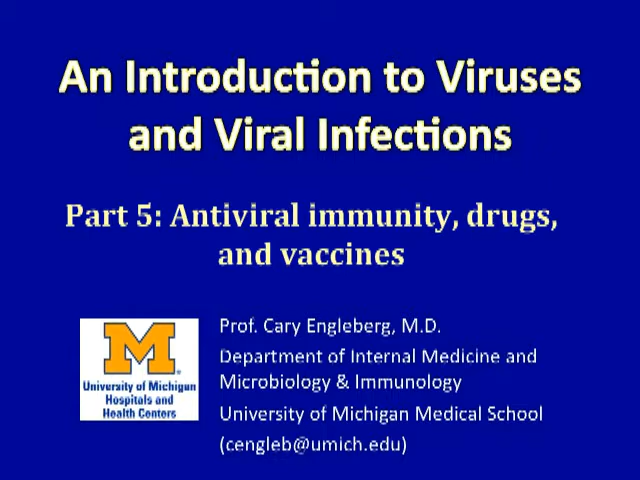 An Introduction to Viruses
and Viral Infections
Part 5: Antiviral immunity, drugs,
and vaccines
M
University of Michigan
Hospitals and
Health Centers
Prof. Cary Engleberg, M.D.
Department of Internal Medicine and
Microbiology & Immunology
University of Michigan Medical School
(cengleb@umich.edu)